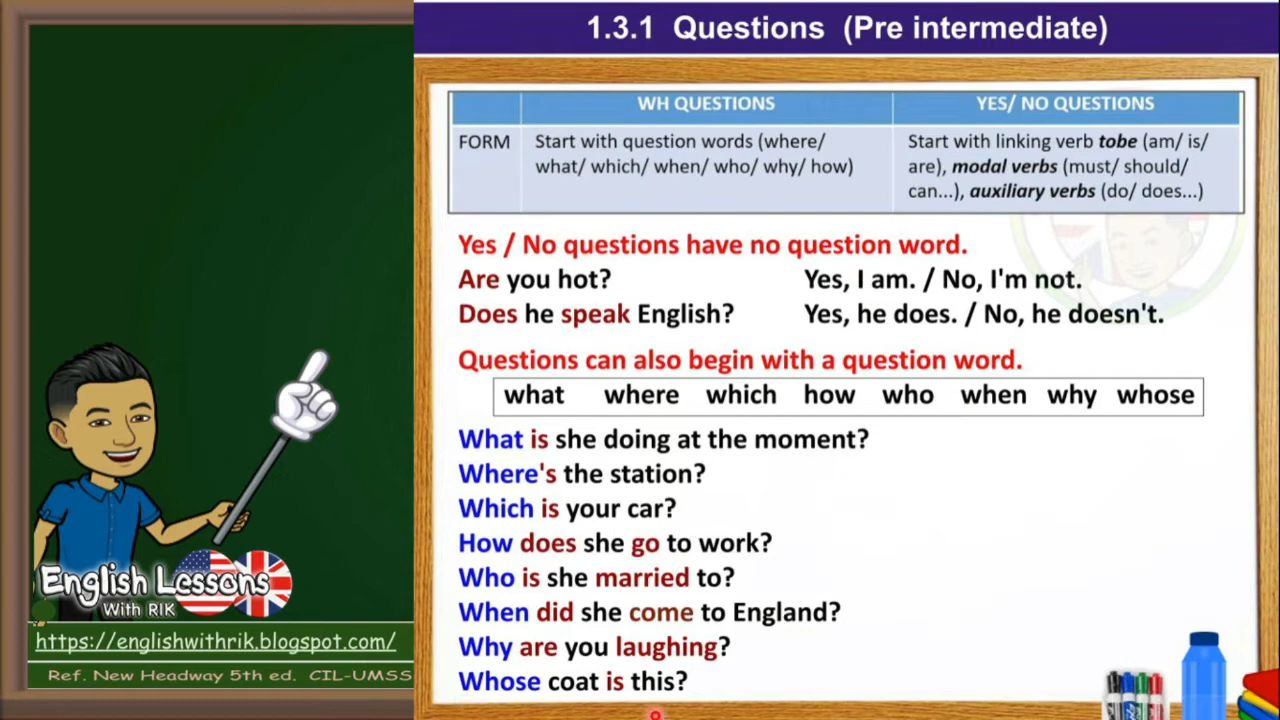 1.3.1 Questions (Pre intermediate)
WH QUESTIONS
YES/ NO QUESTIONS
FORM
Start with question words (where/
what/ which/ when/ who/ why/ how)
Start with linking verb tobe (am/ is/
are), modal verbs (must/ should/
can...), auxiliary verbs (do/ does...)
Yes / No questions have no question word.
Are you hot? Yes, I am. / No, I'm not.
Does he speak English? Yes, he does. / No, he doesn't.
Questions can also begin with a question word.
what where which how who when why whose
What is she doing at the moment?
Where's the station?
Which is your car?
How does she go to work?
Who is she married to?
When did she come to England?
Why are you laughing?
Whose coat is this?
English Lessons
With RIK
https://englishwithrik.blogspot.com/
Ref. New Headway 5th ed. CIL-UMSS